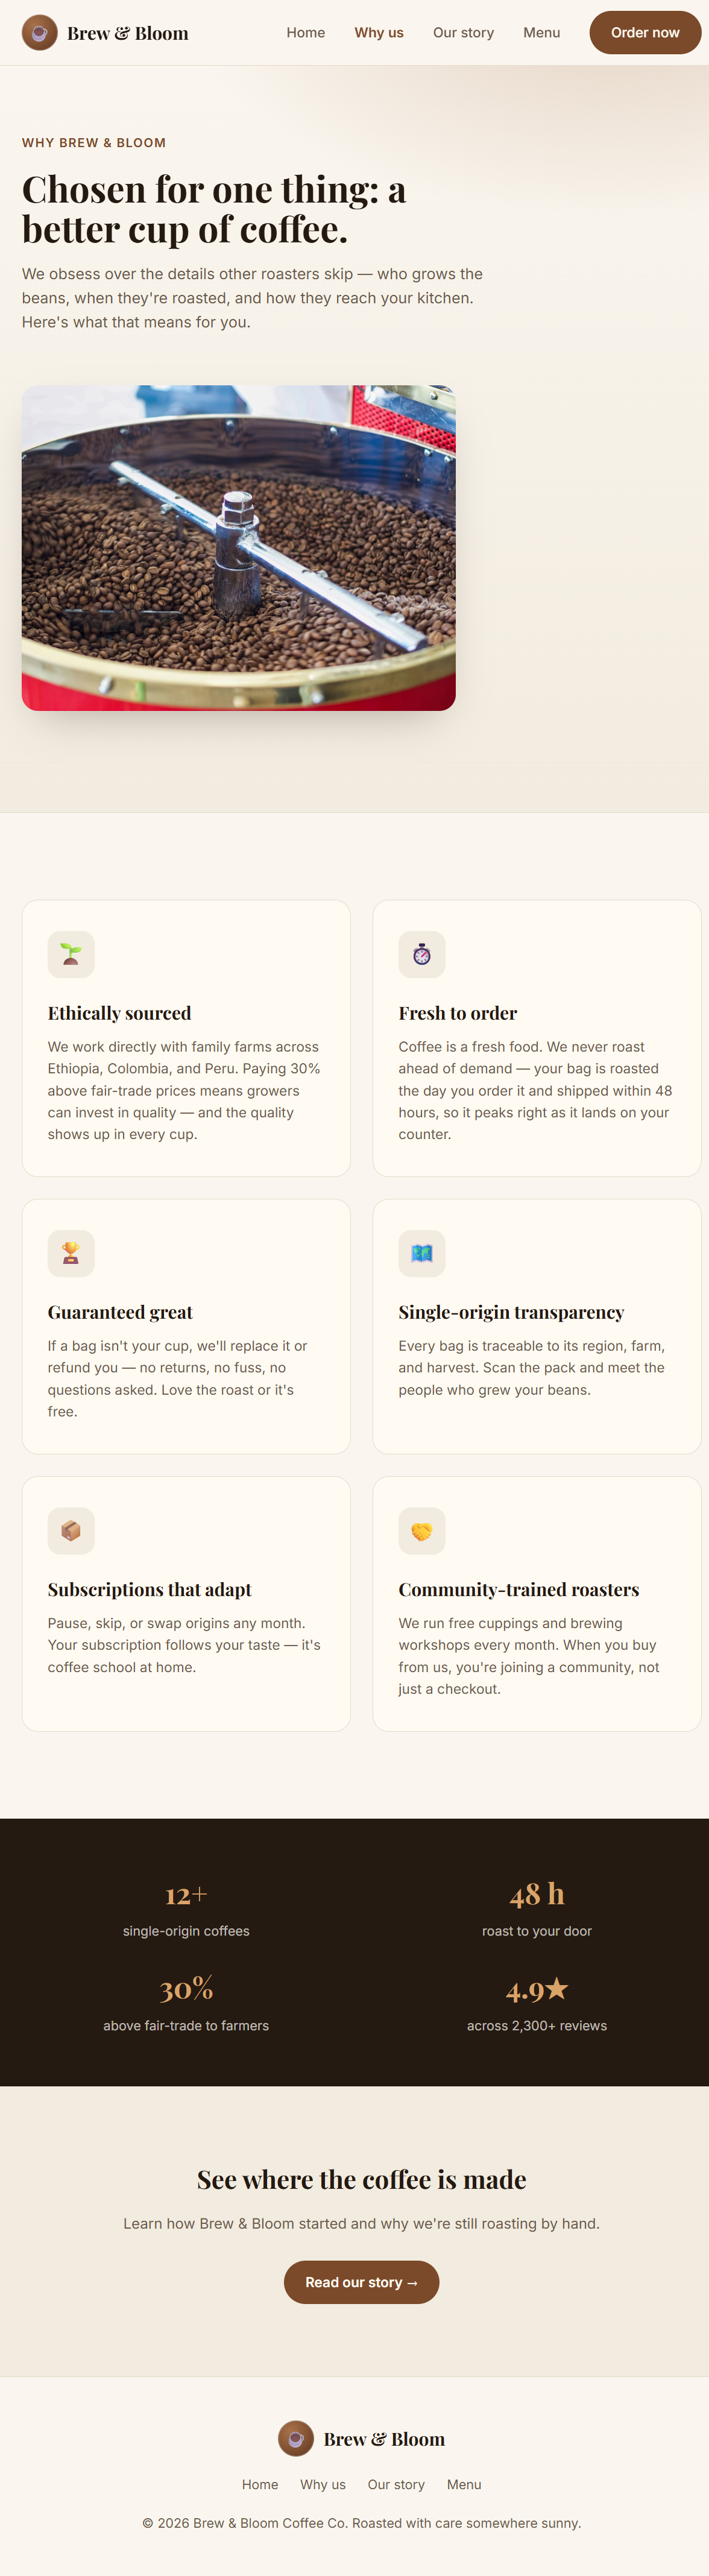 Brew & Bloom
Home
Why us
Our story
Menu
Order now
WHY BREW & BLOOM
Chosen for one thing: a
better cup of coffee.
We obsess over the details other roasters skip — who grows the
beans, when they're roasted, and how they reach your kitchen.
Here's what that means for you.
Ethically sourced
We work directly with family farms across
Ethiopia, Colombia, and Peru. Paying 30%
above fair-trade prices means growers
can invest in quality — and the quality
shows up in every cup.
Fresh to order
Coffee is a fresh food. We never roast
ahead of demand — your bag is roasted
the day you order it and shipped within 48
hours, so it peaks right as it lands on your
counter.
Guaranteed great
If a bag isn't your cup, we'll replace it or
refund you — no returns, no fuss, no
questions asked. Love the roast or it's
free.
Single-origin transparency
Every bag is traceable to its region, farm,
and harvest. Scan the pack and meet the
people who grew your beans.
Subscriptions that adapt
Pause, skip, or swap origins any month.
Your subscription follows your taste — it's
coffee school at home.
Community-trained roasters
We run free cuppings and brewing
workshops every month. When you buy
from us, you're joining a community, not
just a checkout.
12+
single-origin coffees
48 h
roast to your door
30%
above fair-trade to farmers
4.9★
across 2,300+ reviews
See where the coffee is made
Learn how Brew & Bloom started and why we're still roasting by hand.
Read our story →
Brew & Bloom
Home
Why us
Our story
Menu
© 2026 Brew & Bloom Coffee Co. Roasted with care somewhere sunny.